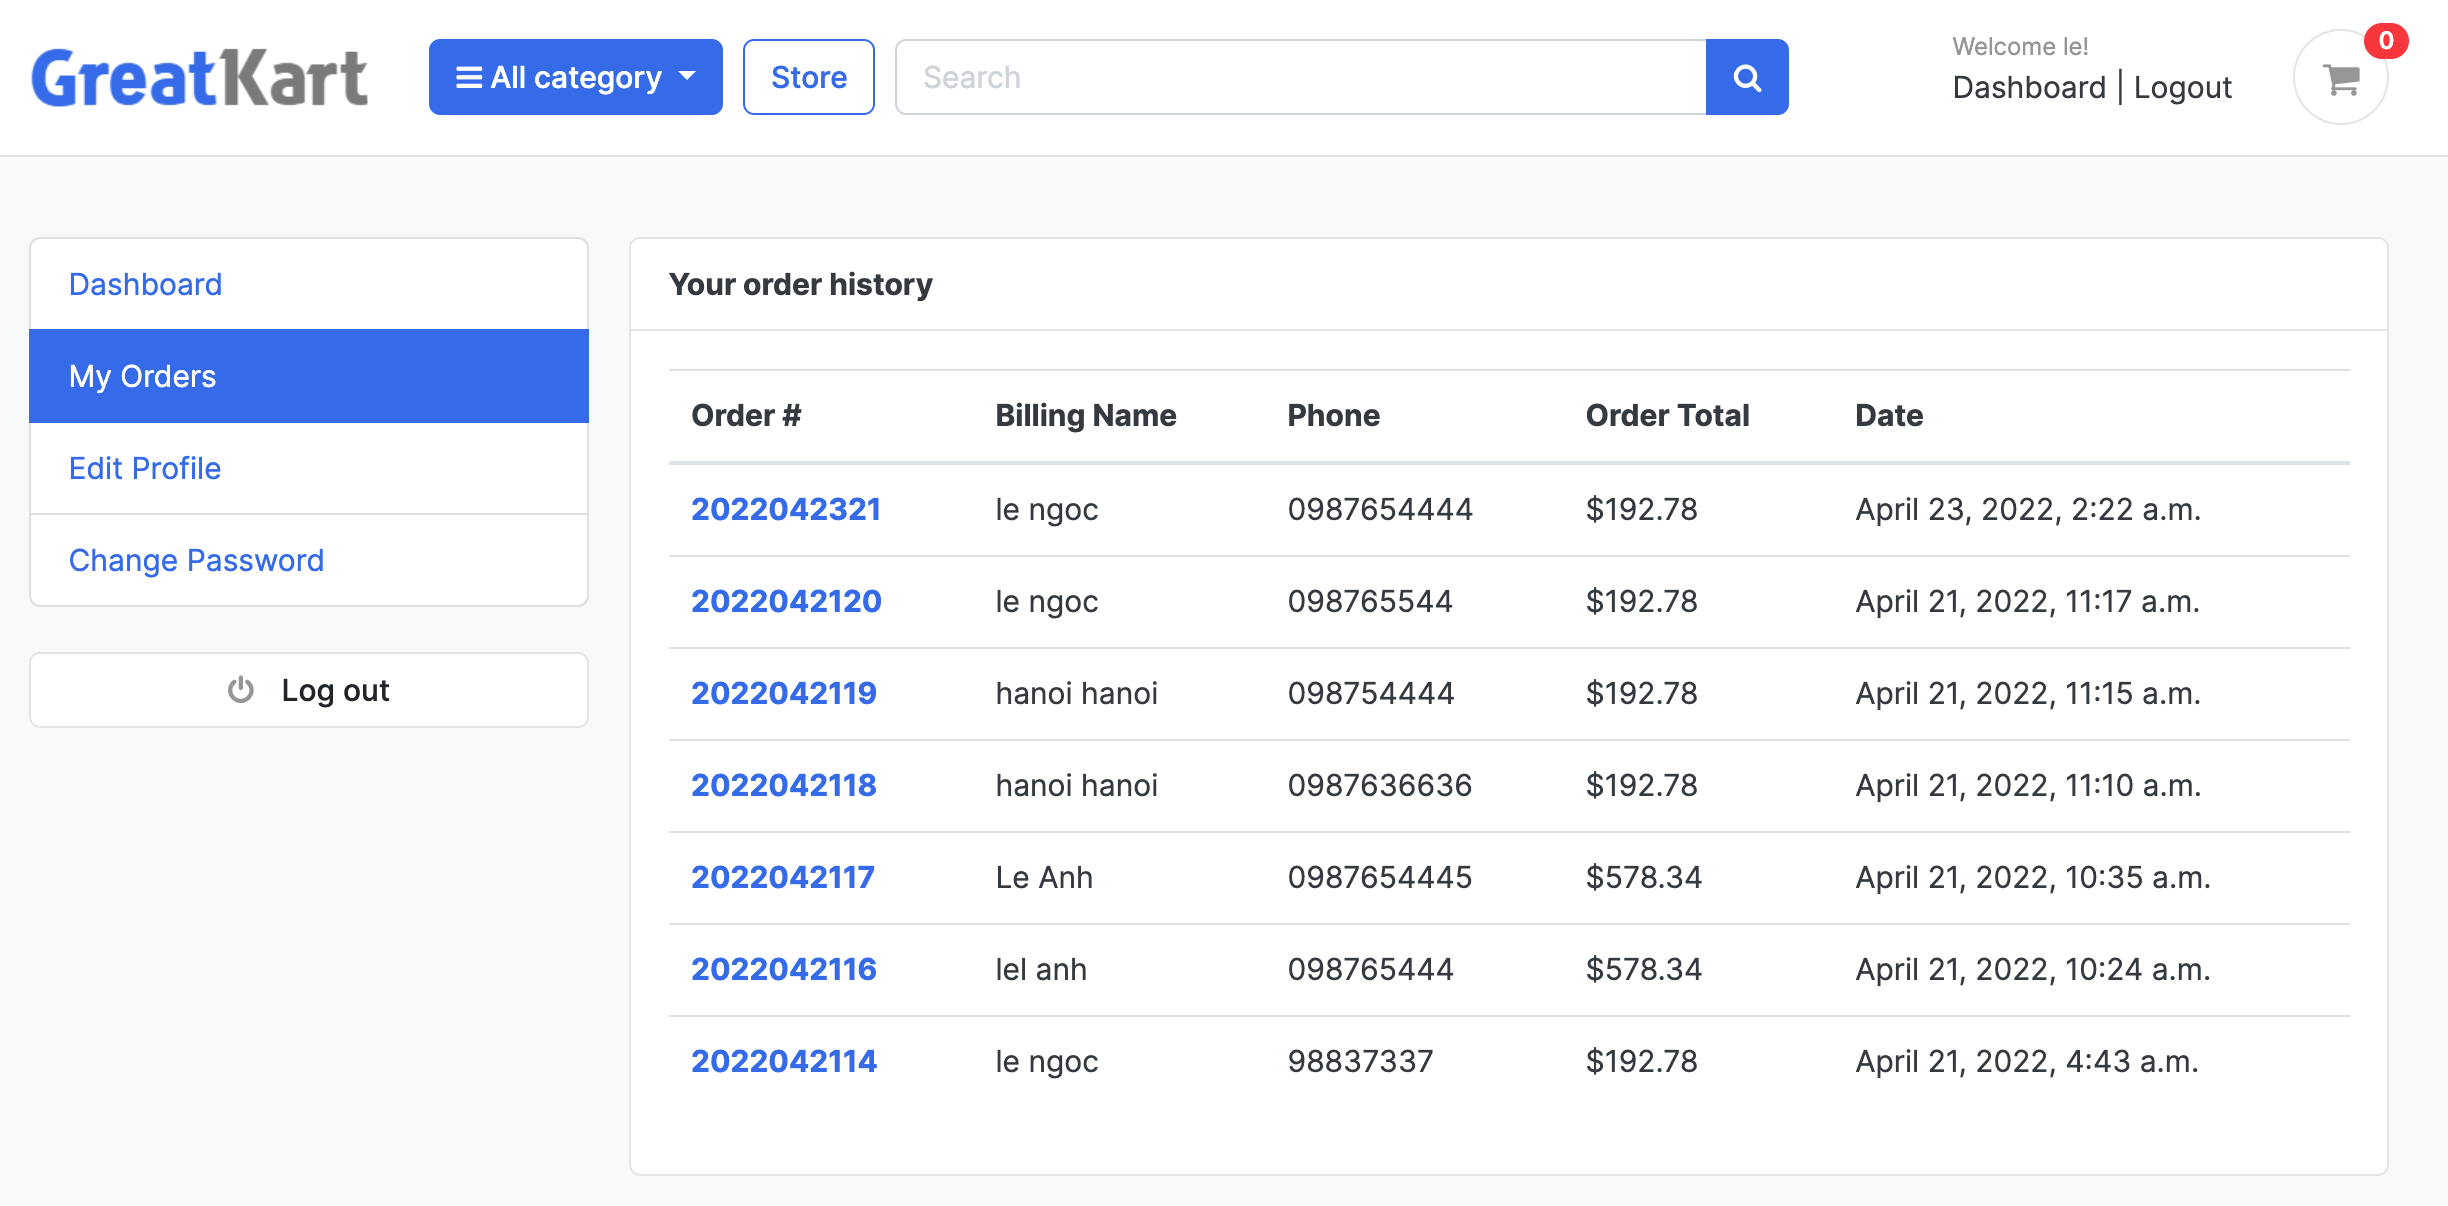 GreatKart
All category
Store
Search
Welcome le!
Dashboard | Logout
0
Dashboard
My Orders
Edit Profile
Change Password
Log out
Your order history
Order # Billing Name Phone Order Total Date
2022042321 le ngoc 0987654444 $192.78 April 23, 2022, 2:22 a.m.
2022042120 le ngoc 098765544 $192.78 April 21, 2022, 11:17 a.m.
2022042119 hanoi hanoi 098754444 $192.78 April 21, 2022, 11:15 a.m.
2022042118 hanoi hanoi 0987636636 $192.78 April 21, 2022, 11:10 a.m.
2022042117 Le Anh 0987654445 $578.34 April 21, 2022, 10:35 a.m.
2022042116 lel anh 098765444 $578.34 April 21, 2022, 10:24 a.m.
2022042114 le ngoc 98837337 $192.78 April 21, 2022, 4:43 a.m.